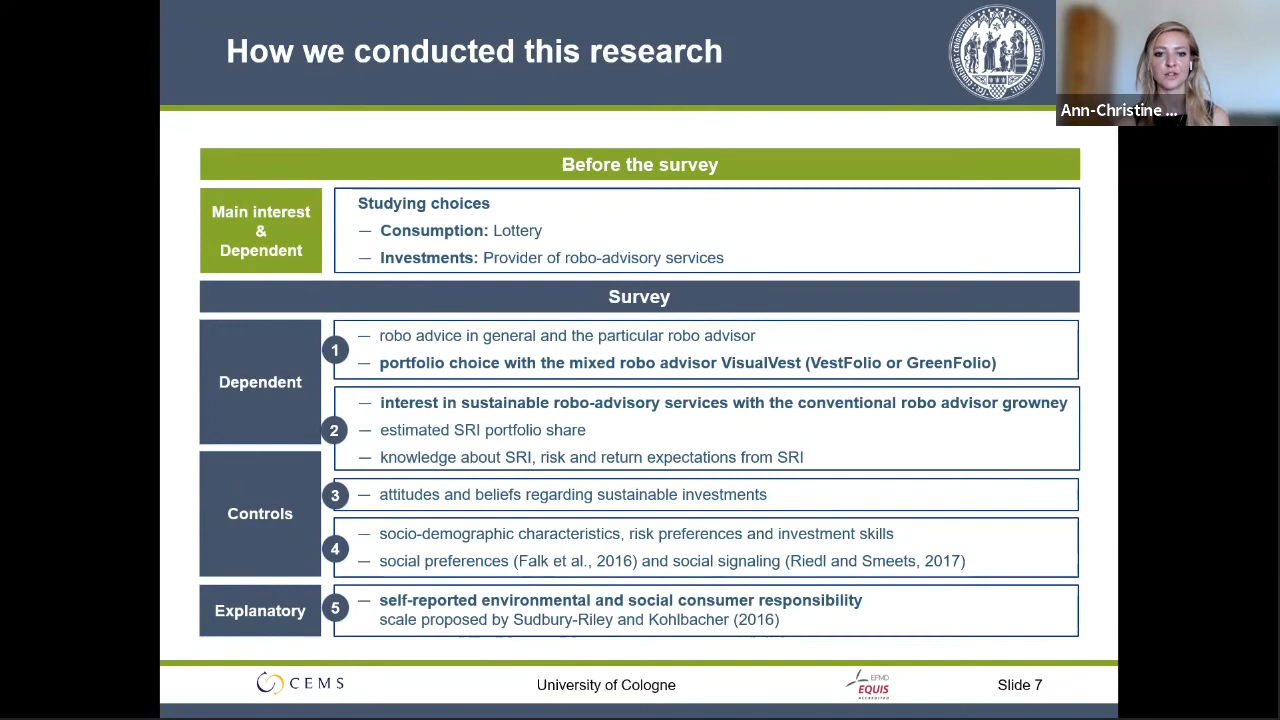 How we conducted this research
Ann-Christine ...
Before the survey
Main interest
&
Dependent
Studying choices
— Consumption: Lottery
— Investments: Provider of robo-advisory services
Survey
Dependent
1
— robo advice in general and the particular robo advisor
— portfolio choice with the mixed robo advisor VisualVest (VestFolio or GreenFolio)
2
— interest in sustainable robo-advisory services with the conventional robo advisor growney
— estimated SRI portfolio share
— knowledge about SRI, risk and return expectations from SRI
Controls
3
— attitudes and beliefs regarding sustainable investments
4
— socio-demographic characteristics, risk preferences and investment skills
— social preferences (Falk et al., 2016) and social signaling (Riedl and Smeets, 2017)
Explanatory
5
— self-reported environmental and social consumer responsibility
scale proposed by Sudbury-Riley and Kohlbacher (2016)
CEMS
University of Cologne
EFMD
EQUIS
ACCREDITED
Slide 7